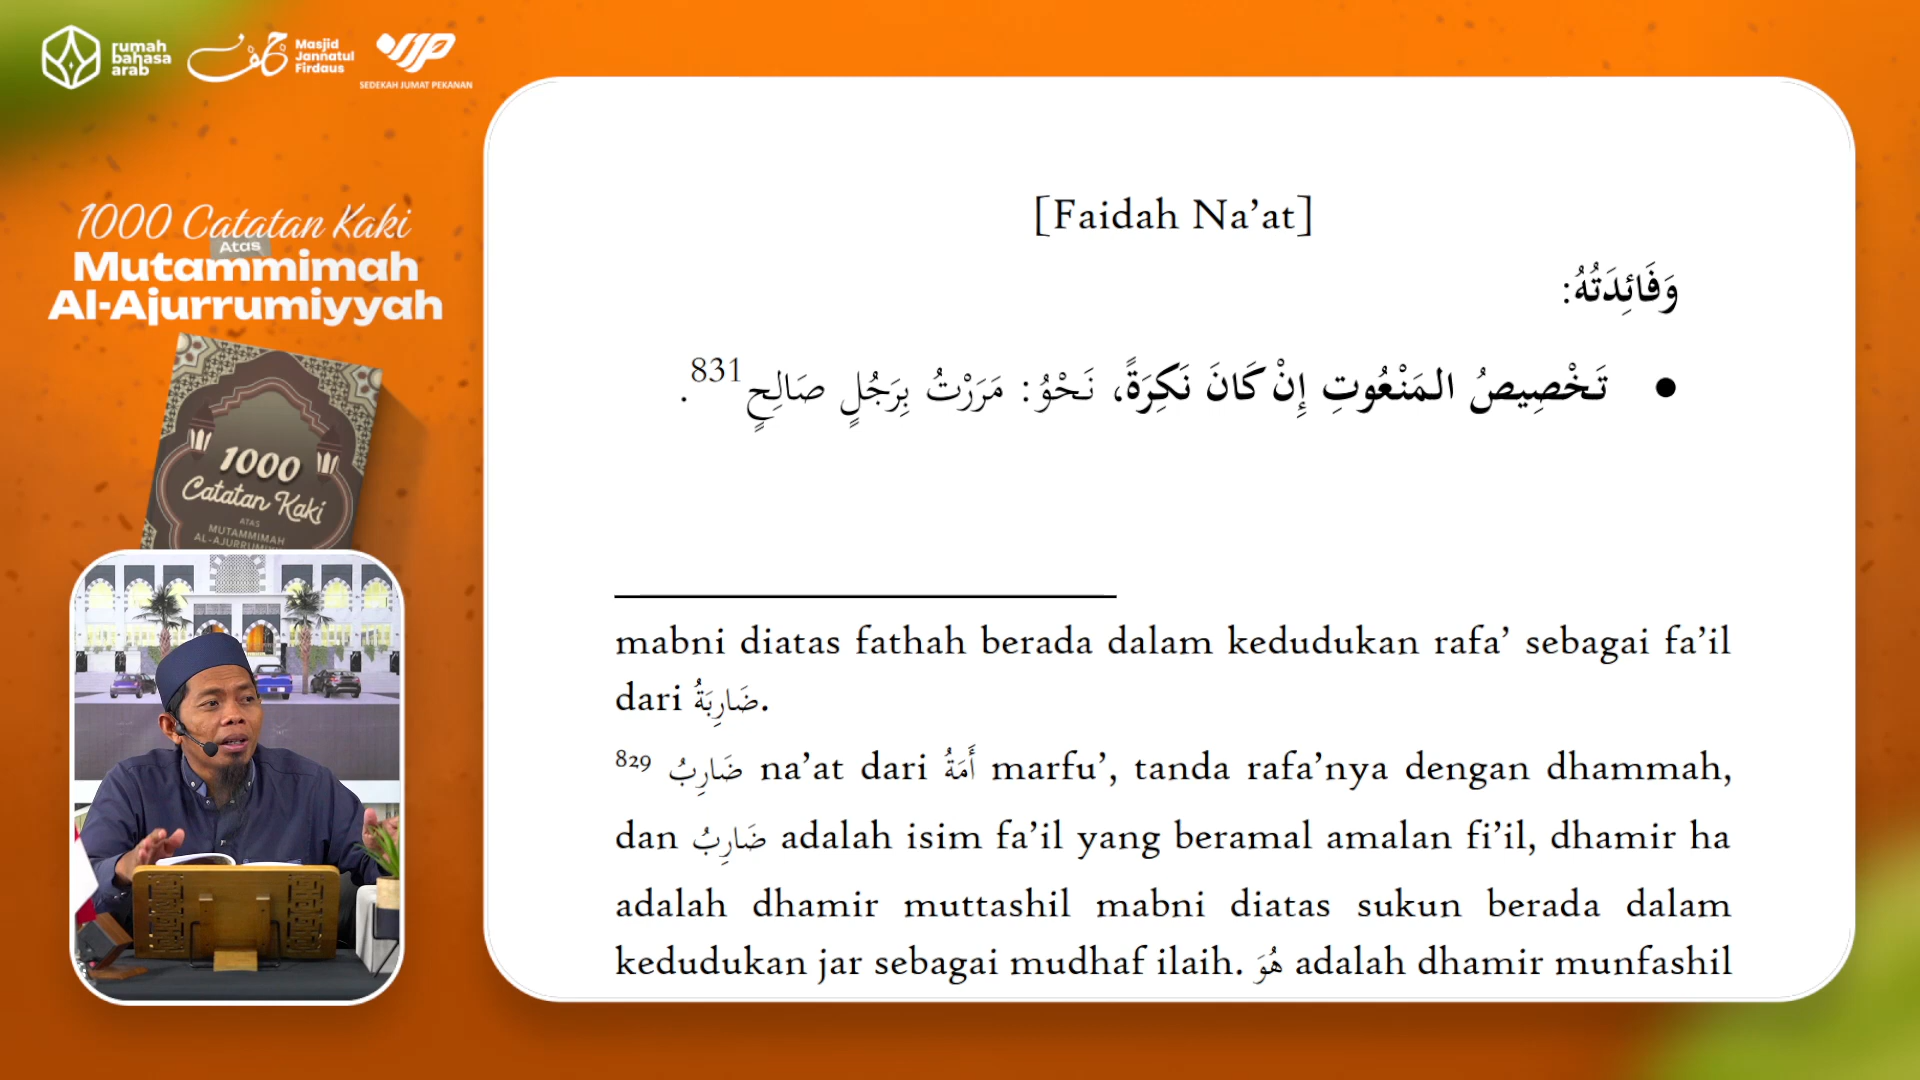 rumah
bahasa
arab
Masjid
Jannatul
Firdaus
VJP
SEDEKAH JUMAT PEKANAN
1000 Catatan Kaki
Atas
Mutammimah
Al-Ajurrumiyyah
1000
Catatan Kaki
ATAS
MUTAMMIMAH
[Faidah Na’at]
وَفَائِدَتُهُ:
• تَخْصِيصُ المَنْعُوتِ إِنْ كَانَ نَكِرَةً، نَحْوُ: مَرَرْتُ بِرَجُلٍ صَالِحٍ831.
mabni diatas fathah berada dalam kedudukan rafa’ sebagai fa’il
dari ضَارِبَةُ.
829 ضَارِبُ na’at dari أَمَةُ marfu’, tanda rafa’nya dengan dhammah,
dan ضَارِبُ adalah isim fa’il yang beramal amalan fi’il, dhamir ha
adalah dhamir muttashil mabni diatas sukun berada dalam
kedudukan jar sebagai mudhaf ilaih. هُوَ adalah dhamir munfashil